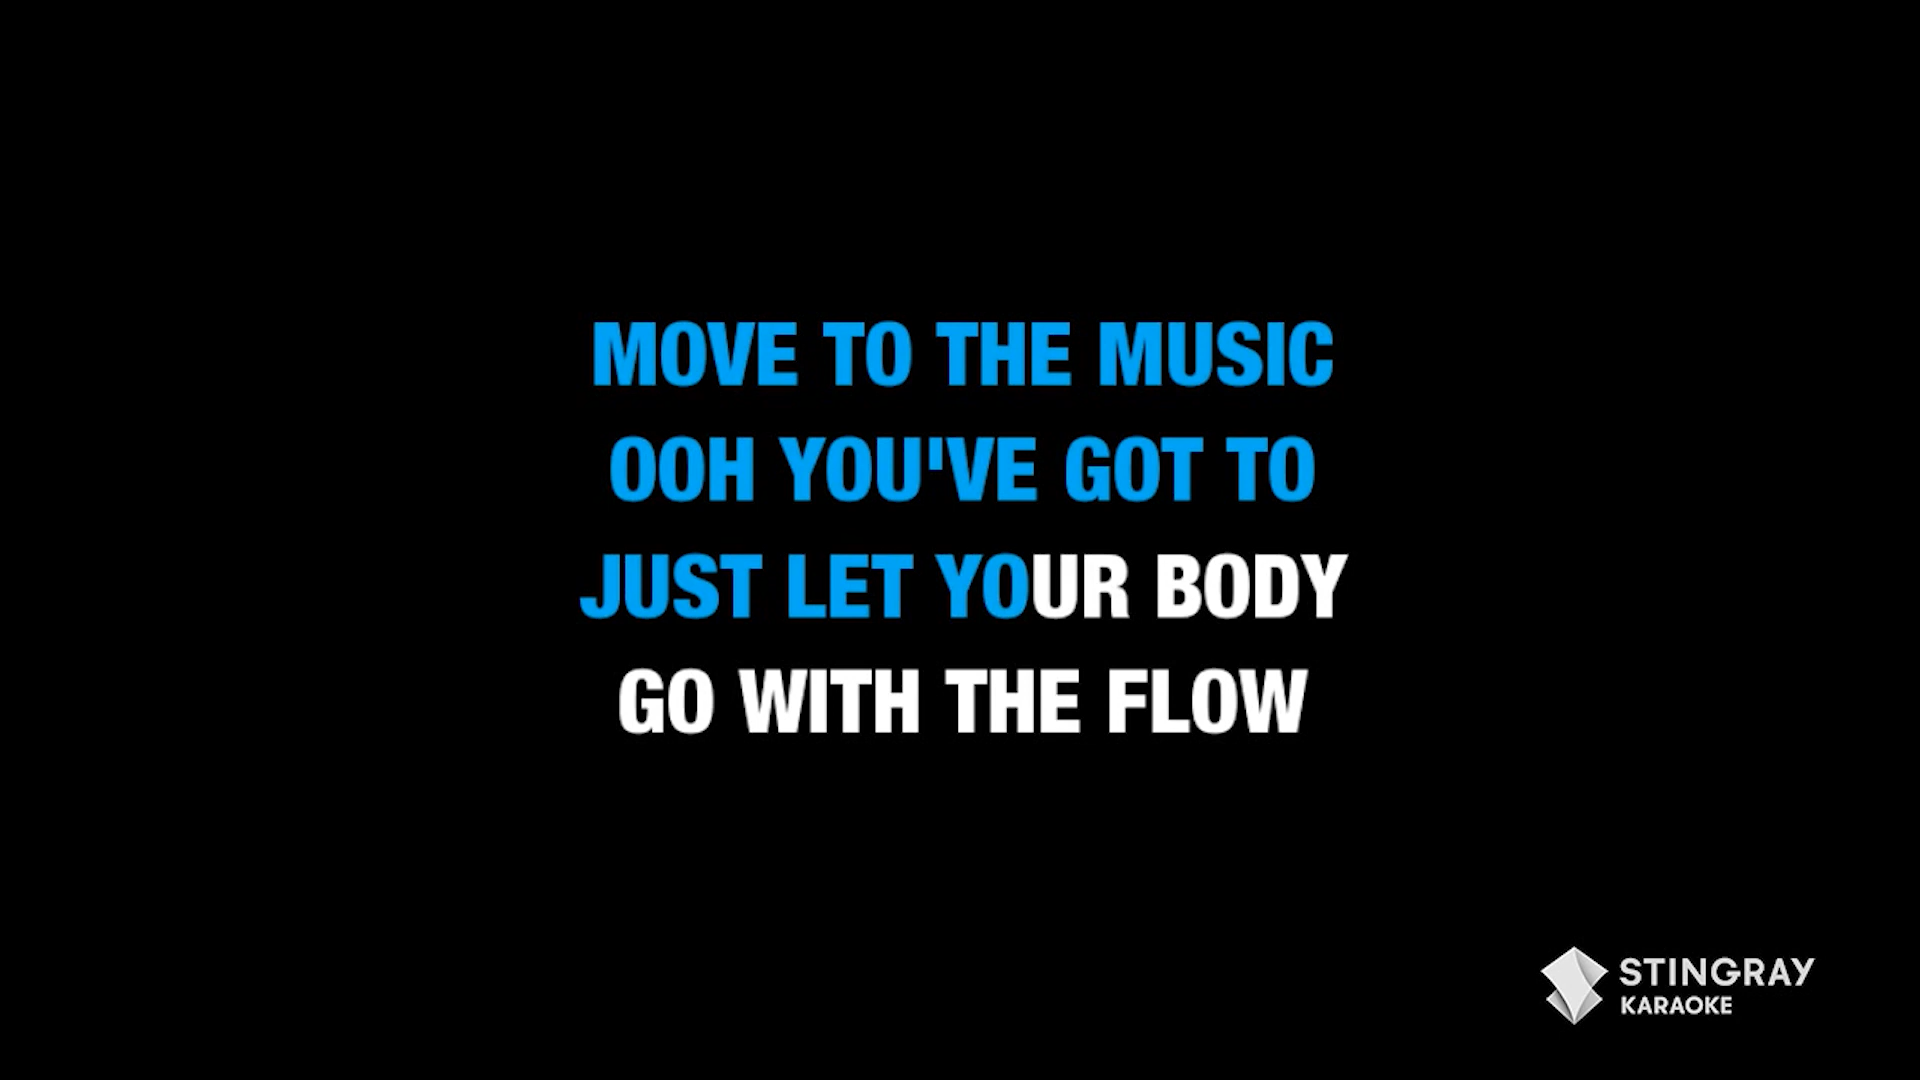 MOVE TO THE MUSIC
OOH YOU'VE GOT TO
JUST LET YOUR BODY
GO WITH THE FLOW
STINGRAY
KARAOKE